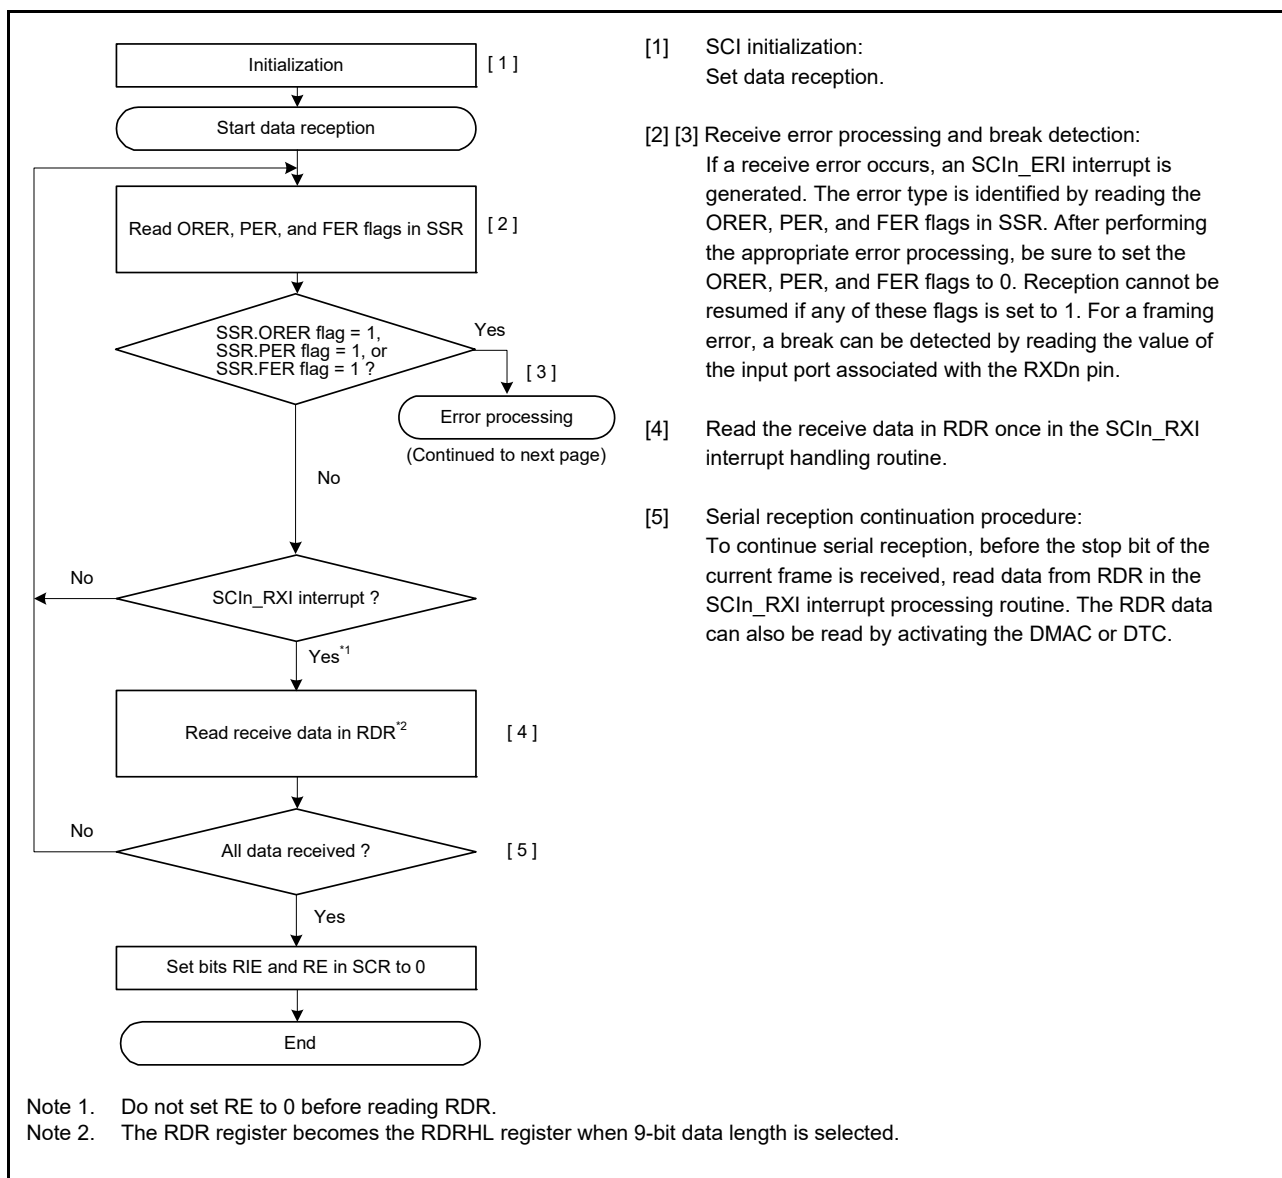 Initialization
[ 1 ]
Start data reception
Read ORER, PER, and FER flags in SSR
[ 2 ]
SSR.ORER flag = 1,
SSR.PER flag = 1, or
SSR.FER flag = 1 ?
Yes
[ 3 ]
Error processing
(Continued to next page)
No
SCIn_RXI interrupt ?
No
Yes*1
Read receive data in RDR*2
[ 4 ]
All data received ?
[ 5 ]
No
Yes
Set bits RIE and RE in SCR to 0
End
[1] SCI initialization:
Set data reception.
[2] [3] Receive error processing and break detection:
If a receive error occurs, an SCIn_ERI interrupt is
generated. The error type is identified by reading the
ORER, PER, and FER flags in SSR. After performing
the appropriate error processing, be sure to set the
ORER, PER, and FER flags to 0. Reception cannot be
resumed if any of these flags is set to 1. For a framing
error, a break can be detected by reading the value of
the input port associated with the RXDn pin.
[4] Read the receive data in RDR once in the SCIn_RXI
interrupt handling routine.
[5] Serial reception continuation procedure:
To continue serial reception, before the stop bit of the
current frame is received, read data from RDR in the
SCIn_RXI interrupt processing routine. The RDR data
can also be read by activating the DMAC or DTC.
Note 1. Do not set RE to 0 before reading RDR.
Note 2. The RDR register becomes the RDRHL register when 9-bit data length is selected.